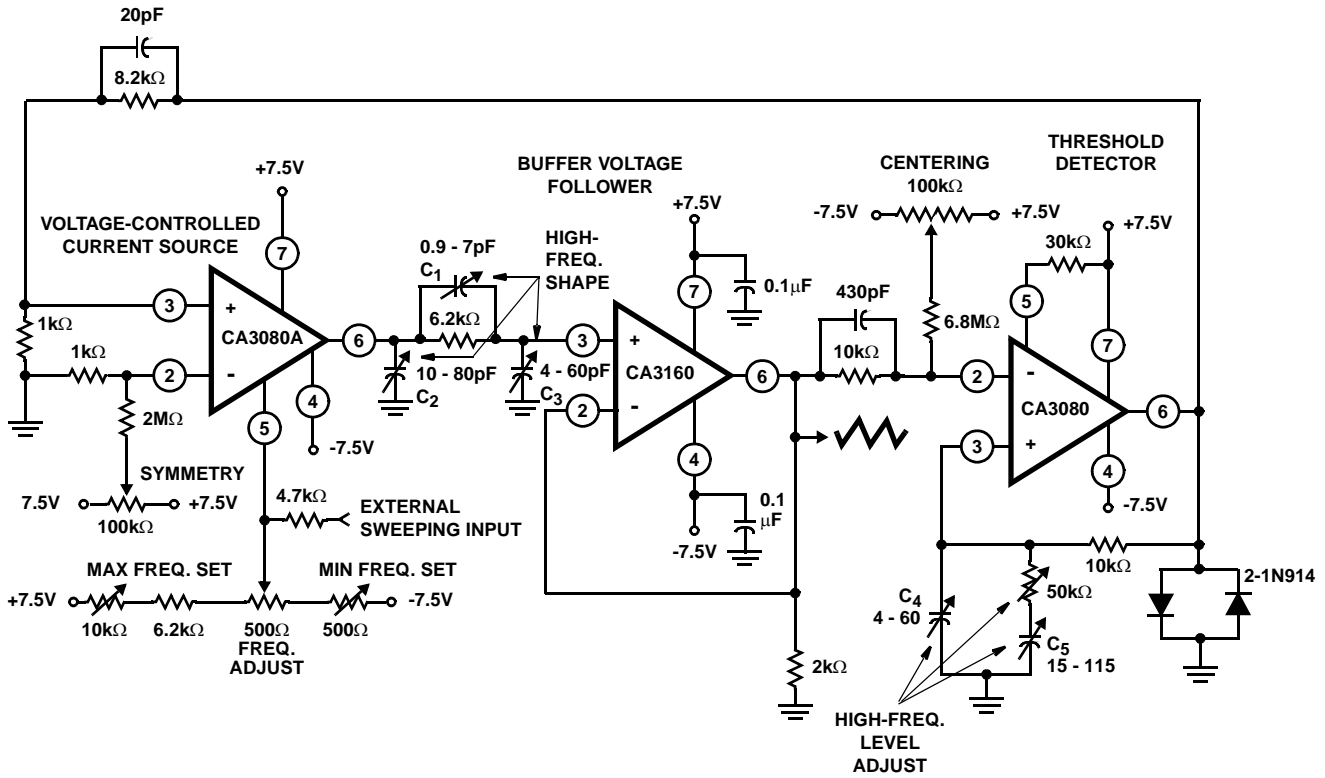 20pF
8.2kΩ
THRESHOLD
DETECTOR
+7.5V
BUFFER VOLTAGE
FOLLOWER
CENTERING
100kΩ
-7.5V
+7.5V
+7.5V
+7.5V
VOLTAGE-CONTROLLED
CURRENT SOURCE
7
0.9 - 7pF
C1
HIGH-
FREQ.
SHAPE
30kΩ
7
0.1µF
430pF
5
3
+
CA3080A
6
6.2kΩ
6.8MΩ
7
1kΩ
1kΩ
3
+
CA3160
6
10kΩ
2
-
CA3080
6
2
-
4
10 - 80pF
C2
4 - 60pF
C3
2
-
3
+
4
2MΩ
5
-7.5V
4
-7.5V
SYMMETRY
7.5V
+7.5V
100kΩ
4.7kΩ
EXTERNAL
SWEEPING INPUT
0.1
µF
-7.5V
10kΩ
2-1N914
MAX FREQ. SET
MIN FREQ. SET
+7.5V
-7.5V
10kΩ
6.2kΩ
500Ω
500Ω
FREQ.
ADJUST
C4
4 - 60
50kΩ
C5
15 - 115
2kΩ
HIGH-FREQ.
LEVEL
ADJUST